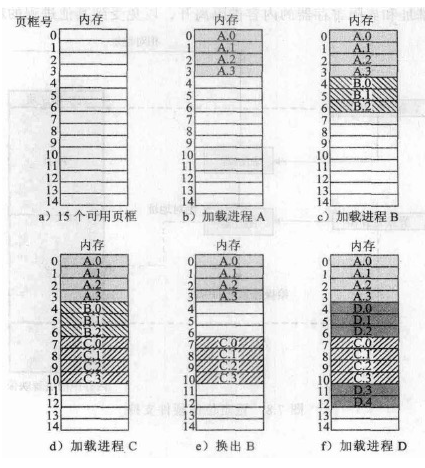 页框号
内存
0
1
2
3
4
5
6
7
8
9
10
11
12
13
14
a）15 个可用页框
内存
0 A.0
1 A.1
2 A.2
3 A.3
4
5
6
7
8
9
10
11
12
13
14
b）加载进程 A
内存
0 A.0
1 A.1
2 A.2
3 A.3
4 B.0
5 B.1
6 B.2
7
8
9
10
11
12
13
14
c）加载进程 B
内存
0 A.0
1 A.1
2 A.2
3 A.3
4 B.0
5 B.1
6 B.2
7 C.0
8 C.1
9 C.2
10 C.3
11
12
13
14
d）加载进程 C
内存
0 A.0
1 A.1
2 A.2
3 A.3
4
5
6
7 C.0
8 C.1
9 C.2
10 C.3
11
12
13
14
e）换出 B
内存
0 A.0
1 A.1
2 A.2
3 A.3
4 D.0
5 D.1
6 D.2
7 C.0
8 C.1
9 C.2
10 C.3
11 D.3
12 D.4
13
14
f）加载进程 D